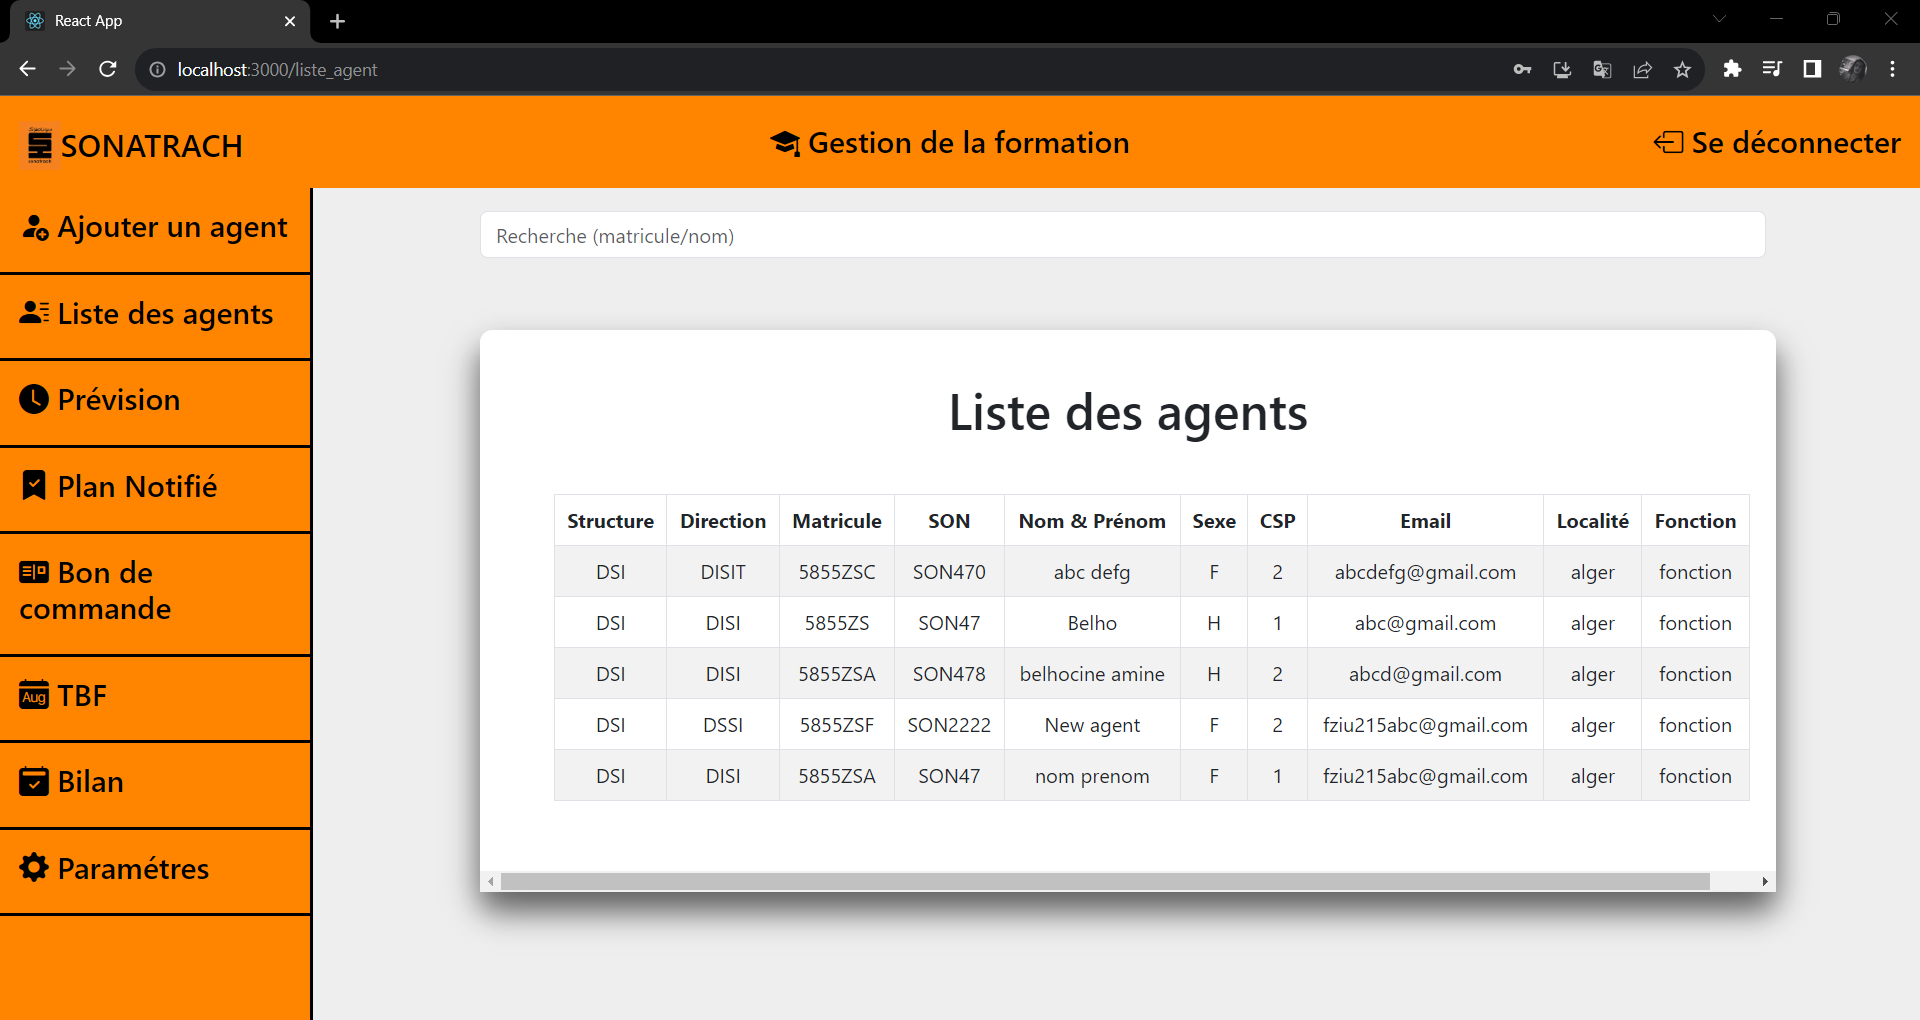 React App
localhost:3000/liste_agent
SONATRACH
Gestion de la formation
Se déconnecter
Ajouter un agent
Liste des agents
Prévision
Plan Notifié
Bon de
commande
Aug TBF
Bilan
Paramétres
Recherche (matricule/nom)
Liste des agents
Structure Direction Matricule SON Nom & Prénom Sexe CSP Email Localité Fonction
DSI DISIT 5855ZSC SON470 abc defg F 2 abcdefg@gmail.com alger fonction
DSI DISI 5855ZS SON47 Belho H 1 abc@gmail.com alger fonction
DSI DISI 5855ZSA SON478 belhocine amine H 2 abcd@gmail.com alger fonction
DSI DSSI 5855ZSF SON2222 New agent F 2 fziu215abc@gmail.com alger fonction
DSI DISI 5855ZSA SON47 nom prenom F 1 fziu215abc@gmail.com alger fonction